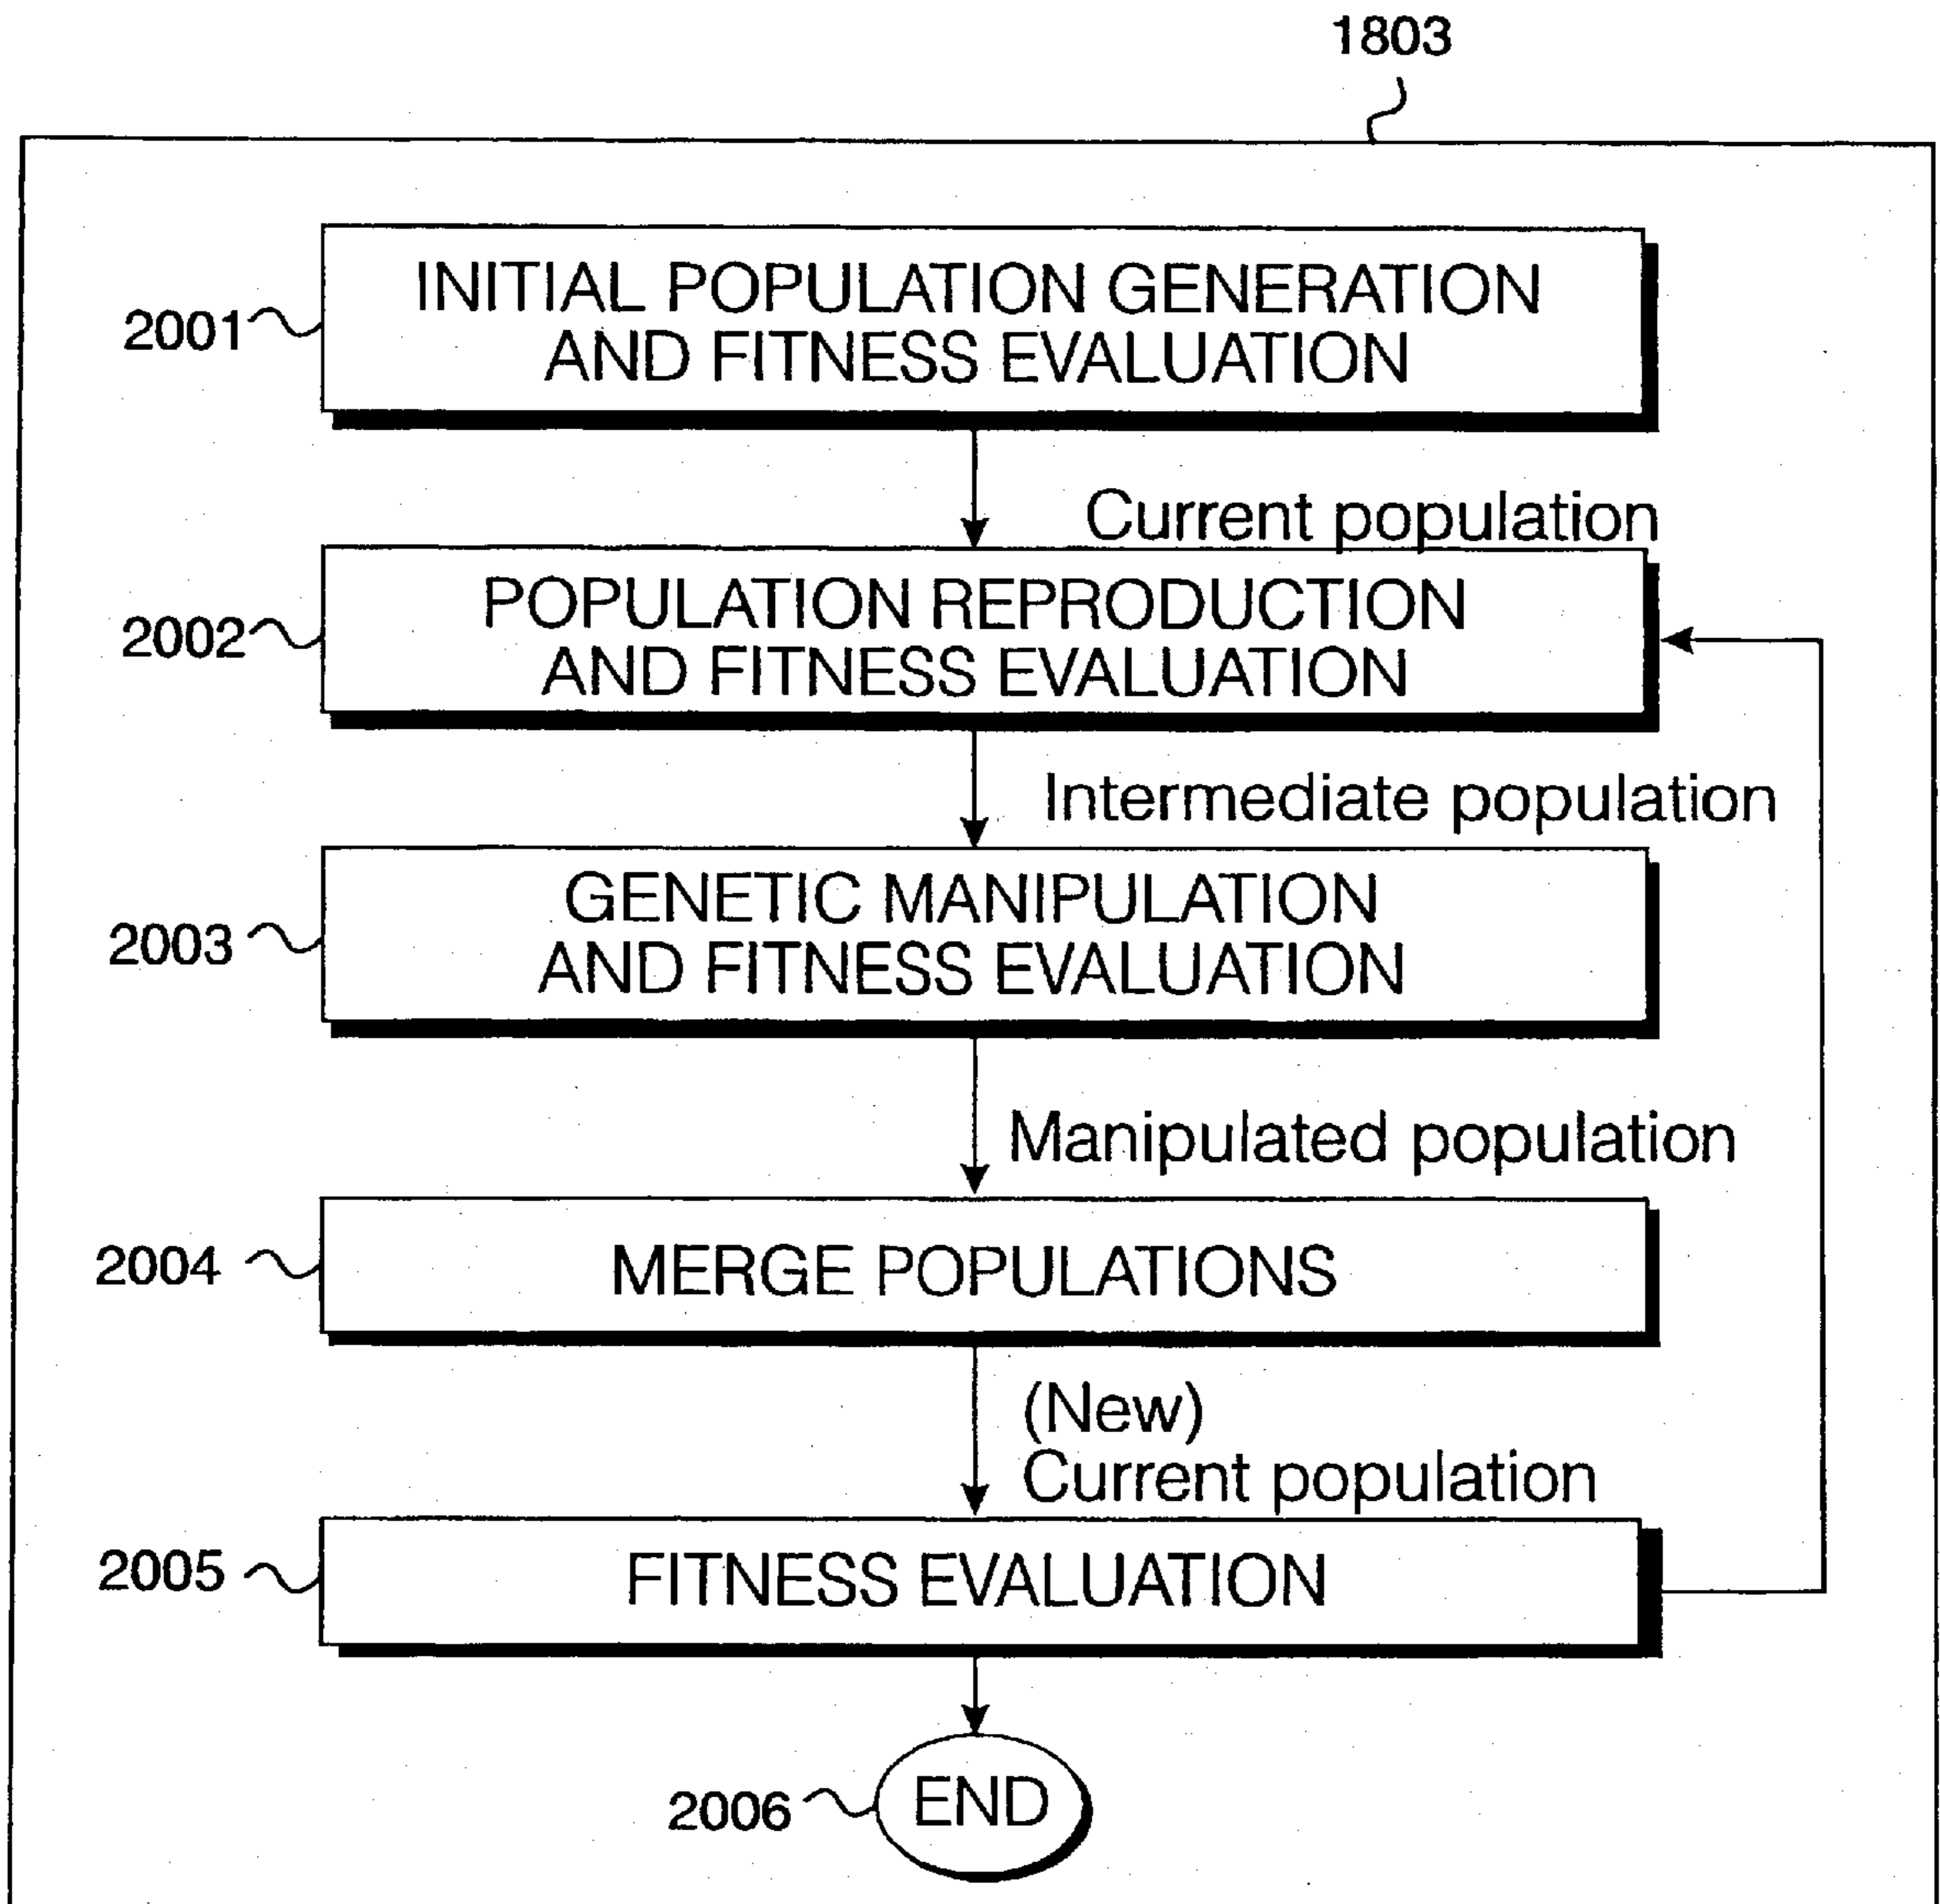 1803
2001
INITIAL POPULATION GENERATION
AND FITNESS EVALUATION
Current population
2002
POPULATION REPRODUCTION
AND FITNESS EVALUATION
Intermediate population
2003
GENETIC MANIPULATION
AND FITNESS EVALUATION
Manipulated population
2004
MERGE POPULATIONS
(New)
Current population
2005
FITNESS EVALUATION
2006
END